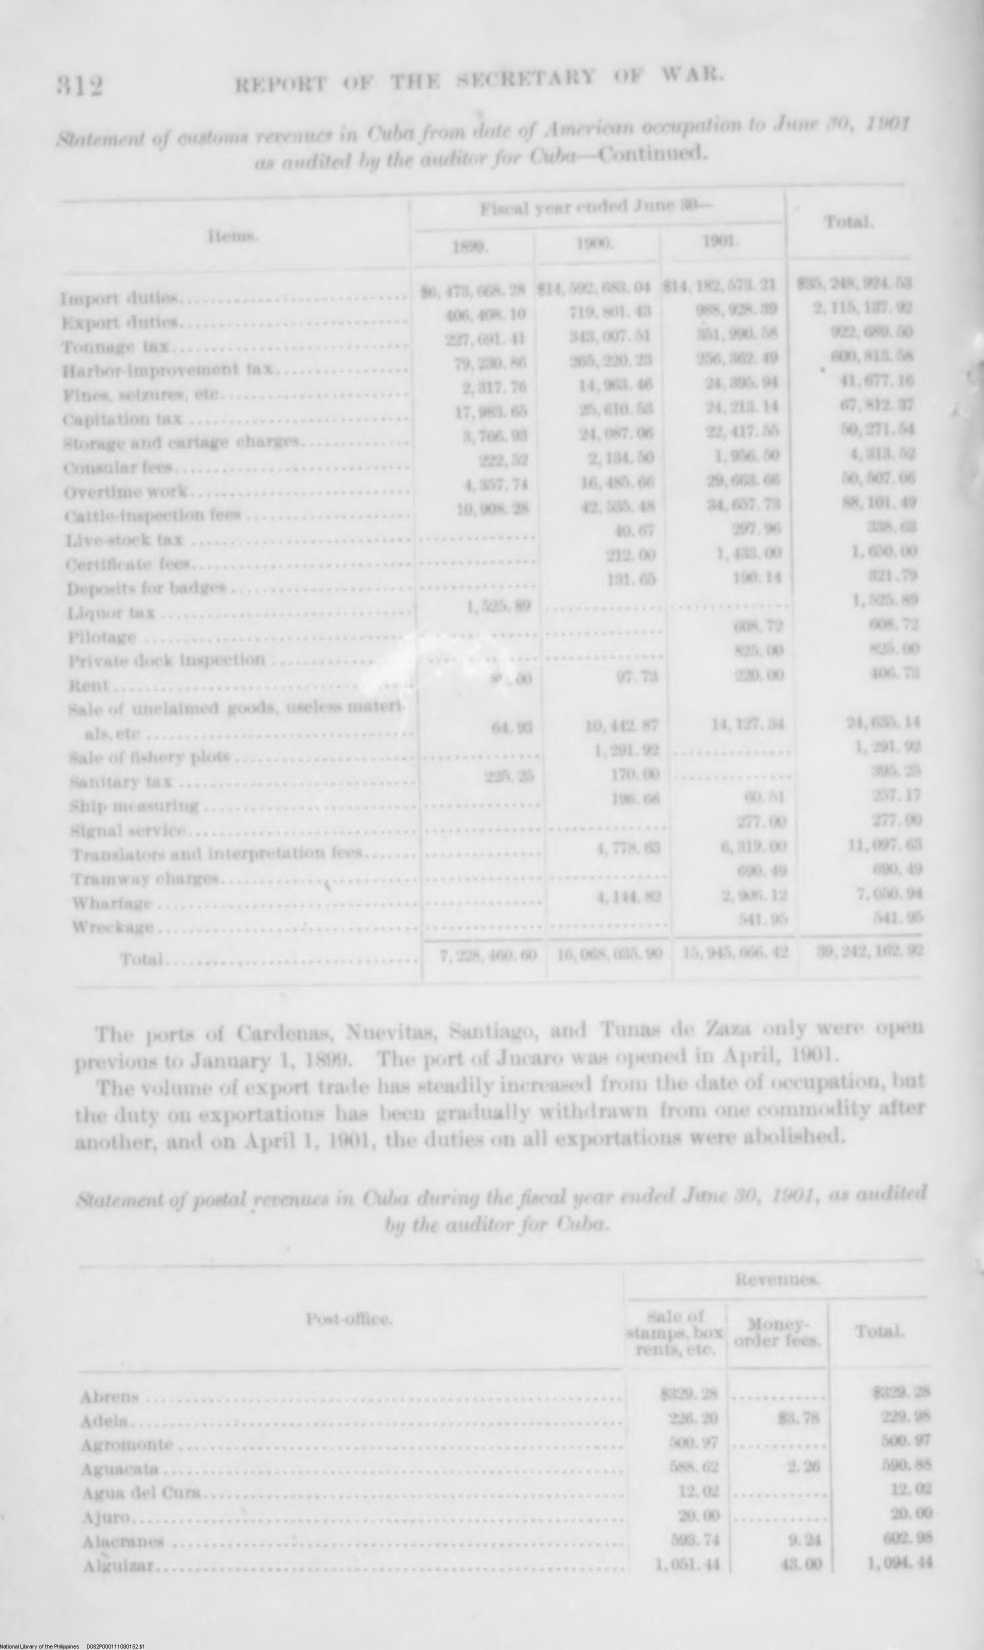 312 REPORT OF THE SECRETARY OF WAR.
Statement of customs revenues in Cuba from date of American occupation to June 30, 1901
as audited by the auditor for Cuba—Continued.
Items. Fiscal year ended June 30— Total.
1899. 1900. 1901.
Import duties $6,473,668.28 $14,592,683.04 $14,182,573.21 $35,248,924.53
Export duties 406,408.10 719,801.43 988,928.39 2,115,137.92
Tonnage tax 227,691.41 343,007.51 351,990.58 922,689.50
Harbor-improvement tax 79,230.86 265,220.23 256,362.49 600,813.58
Fines, seizures, etc 2,317.76 14,963.46 24,395.94 41,677.16
Capitation tax 17,983.65 25,610.53 24,213.14 67,812.37
Storage and cartage charges 3,766.93 24,087.06 22,417.55 50,271.54
Consular fees 222.52 2,134.50 1,956.50 4,313.52
Overtime work 4,357.74 16,485.66 29,663.66 50,507.06
Cattle-inspection fees 10,908.28 42,535.48 34,657.73 88,101.49
Live-stock tax 40.67 297.96 338.63
Certificate fees 212.00 1,433.00 1,650.00
Deposits for badges 131.65 190.14 321.79
Liquor tax 1,525.89 1,525.89
Pilotage 608.72 608.72
Private dock inspection 825.00 825.00
Rent .00 97.73 220.00 406.73
Sale of unclaimed goods, useless materi-
als, etc 64.93 10,442.87 14,127.34 24,635.14
Sale of fishery plots 1,291.92 1,291.92
Sanitary tax 225.25 170.00 395.25
Ship measuring 196.66 60.51 257.17
Signal service 277.00 277.00
Translators and interpretation fees 4,778.63 6,319.00 11,097.63
Tramway charges 690.49 690.49
Wharfage 4,144.82 2,906.12 7,050.94
Wreckage 541.95 541.95
Total 7,228,460.60 16,068,035.90 15,945,666.42 39,242,162.92
The ports of Cardenas, Nuevitas, Santiago, and Tunas de Zaza only were open
previous to January 1, 1899. The port of Jucaro was opened in April, 1901.
The volume of export trade has steadily increased from the date of occupation, but
the duty on exportations has been gradually withdrawn from one commodity after
another, and on April 1, 1901, the duties on all exportations were abolished.
Statement of postal revenues in Cuba during the fiscal year ended June 30, 1901, as audited
by the auditor for Cuba.
Post-office. Revenues.
Sale of stamps, box rents, etc. Money-order fees. Total.
Abrens $329.28 $329.28
Adela 226.20 $3.78 229.98
Agromonte 500.97 500.97
Aguacata 588.62 2.26 590.88
Agua del Cura 12.02 12.02
Ajuro 20.00 20.00
Alacranes 593.74 9.24 602.98
Alguizar 1,051.44 43.00 1,094.44
National Library of the Philippines